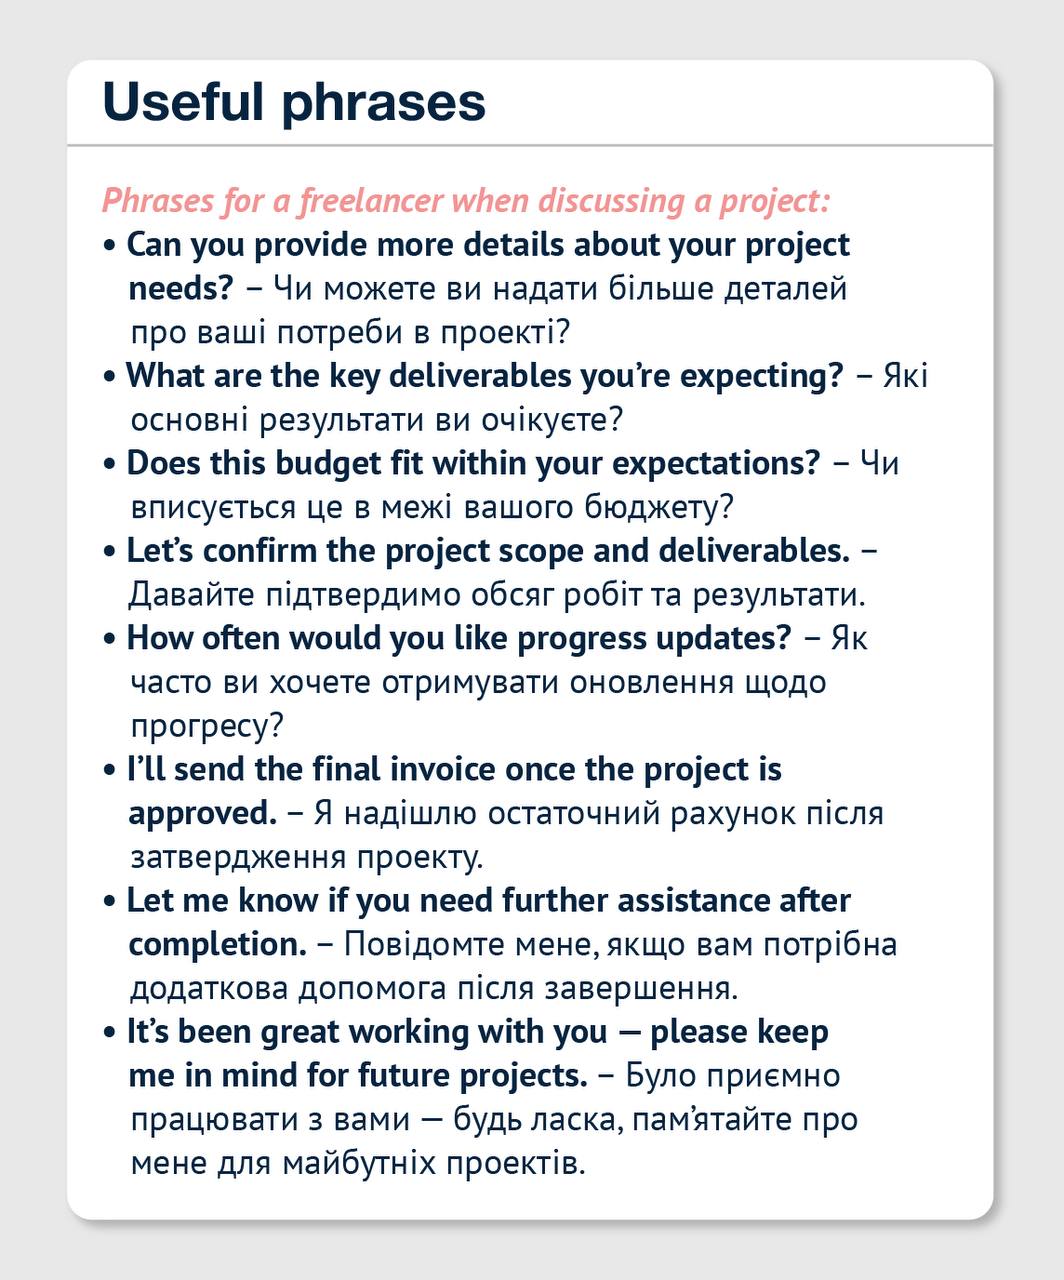 Useful phrases
Phrases for a freelancer when discussing a project:
• Can you provide more details about your project
needs? – Чи можете ви надати більше деталей
про ваші потреби в проекті?
• What are the key deliverables you’re expecting? – Які
основні результати ви очікуєте?
• Does this budget fit within your expectations? – Чи
вписується це в межі вашого бюджету?
• Let’s confirm the project scope and deliverables. –
Давайте підтвердимо обсяг робіт та результати.
• How often would you like progress updates? – Як
часто ви хочете отримувати оновлення щодо
прогресу?
• I’ll send the final invoice once the project is
approved. – Я надішлю остаточний рахунок після
затвердження проекту.
• Let me know if you need further assistance after
completion. – Повідомте мене, якщо вам потрібна
додаткова допомога після завершення.
• It’s been great working with you — please keep
me in mind for future projects. – Було приємно
працювати з вами — будь ласка, пам’ятайте про
мене для майбутніх проектів.